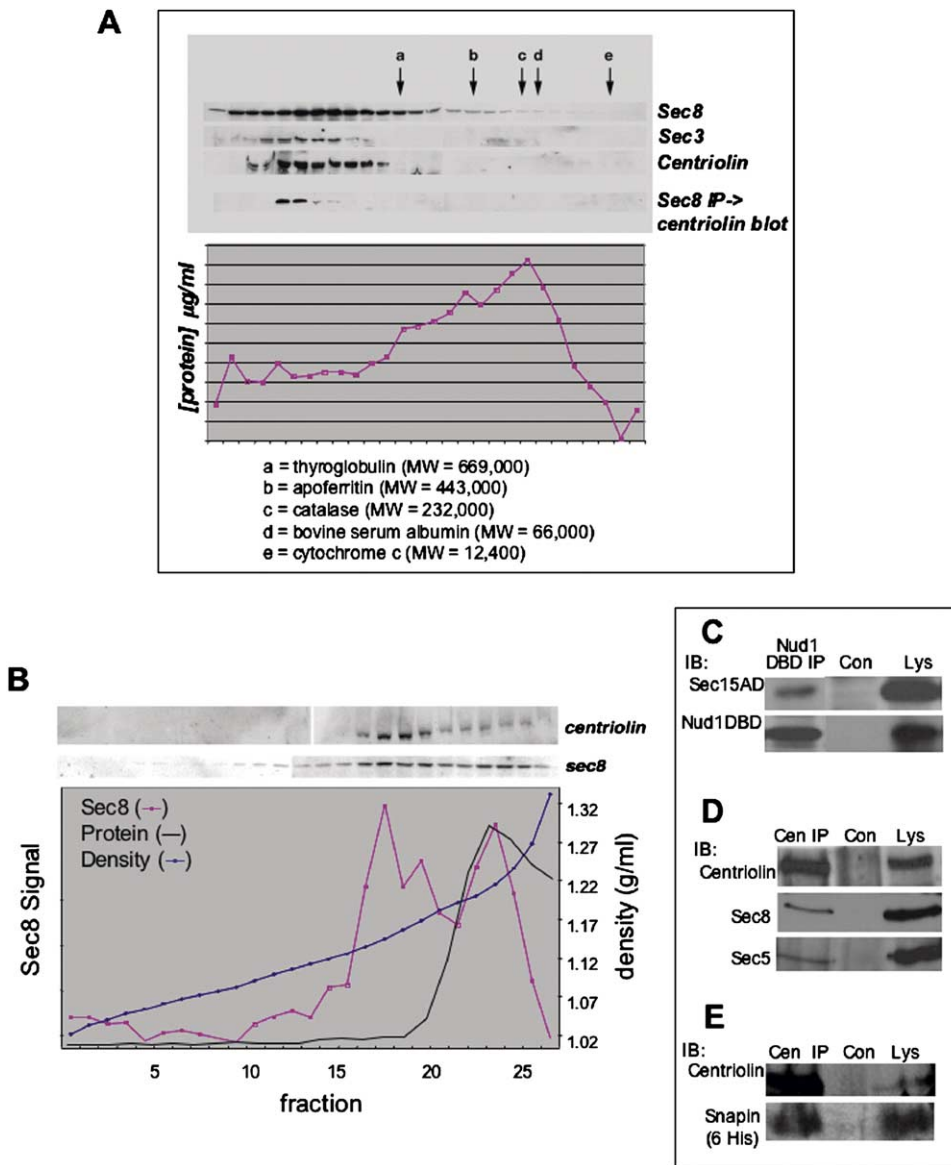 A
a b c d e
Sec8
Sec3
Centriolin
Sec8 IP->
centriolin blot
[protein] µg/ml
a = thyroglobulin (MW = 669,000)
b = apoferritin (MW = 443,000)
c = catalase (MW = 232,000)
d = bovine serum albumin (MW = 66,000)
e = cytochrome c (MW = 12,400)
B
centriolin
sec8
Sec8 (--)
Protein (—)
Density (--)
Sec8 Signal
1.32
1.27
1.22
1.17
1.12
1.07
1.02
density (g/ml)
5 10 15 20 25
fraction
C
Nud1
IB: DBD IP Con Lys
Sec15AD
Nud1DBD
D
Cen IP Con Lys
IB:
Centriolin
Sec8
Sec5
E
IB:
Cen IP Con Lys
Centriolin
Snapin
(6 His)